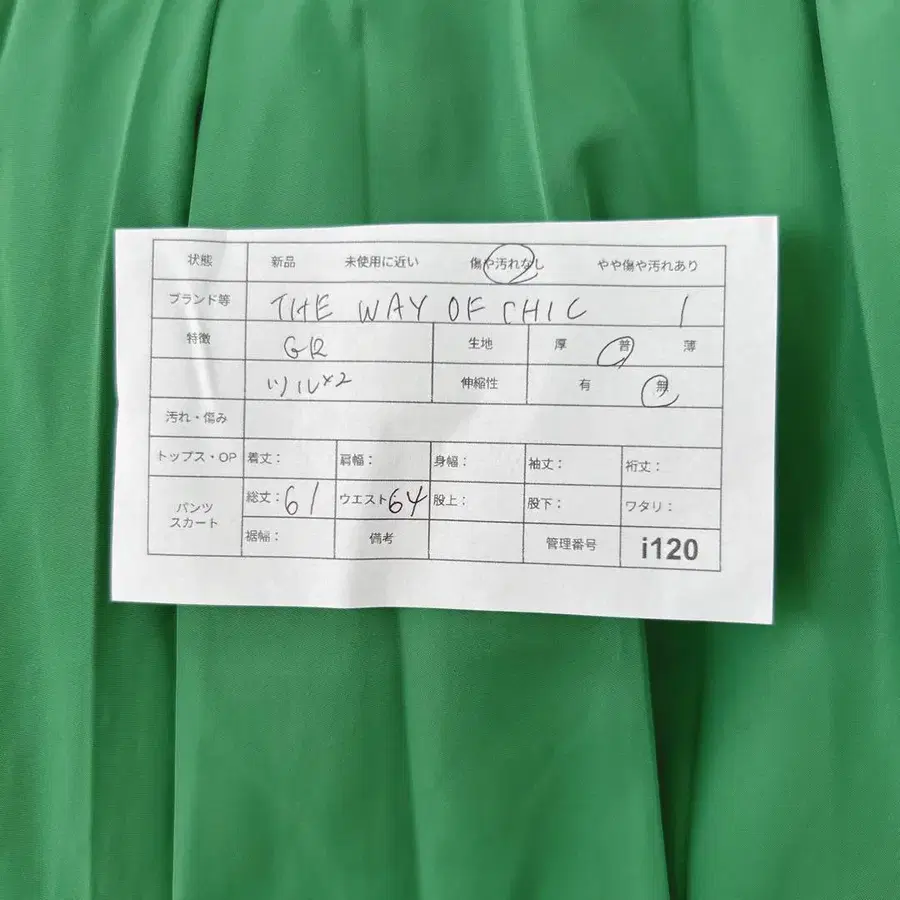 状態 新品 未使用に近い 傷や汚れなし やや傷や汚れあり
ブランド等 THE WAY OF CHIC 1
特徴 GR 生地 厚 普 薄
ツル×2 伸縮性 有 無
汚れ・傷み
トップス・OP 着丈: 肩幅: 身幅: 袖丈: 裄丈:
パンツ スカート 総丈:61 ウエスト64 股上: 股下: ワタリ:
裾幅: 備考 管理番号 i120